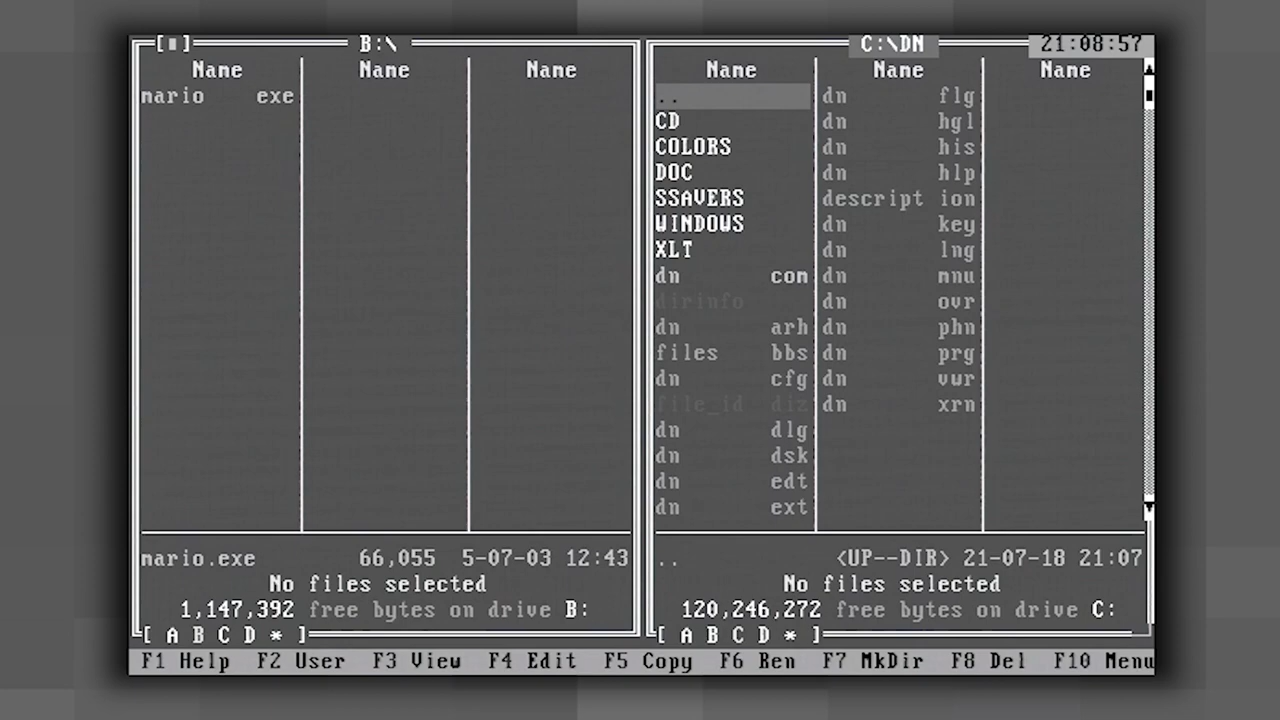 [■] B:\ C:\DN 21:08:57
Name Name Name Name Name Name
mario exe .. dn flg
CD dn hgl
COLORS dn his
DOC dn hlp
SSAVERS descript ion
WINDOWS dn key
XLT dn lng
dn com dn mnu
dirinfo dn ovr
dn arh dn phn
files bbs dn prg
dn cfg dn vwr
file_id diz dn xrn
dn dlg
dn dsk
dn edt
dn ext
mario.exe 66,055 5-07-03 12:43 .. <UP--DIR> 21-07-18 21:07
No files selected No files selected
1,147,392 free bytes on drive B: 120,246,272 free bytes on drive C:
[ A B C D * ] [ A B C D * ]
F1 Help F2 User F3 View F4 Edit F5 Copy F6 Ren F7 MkDir F8 Del F10 Menu